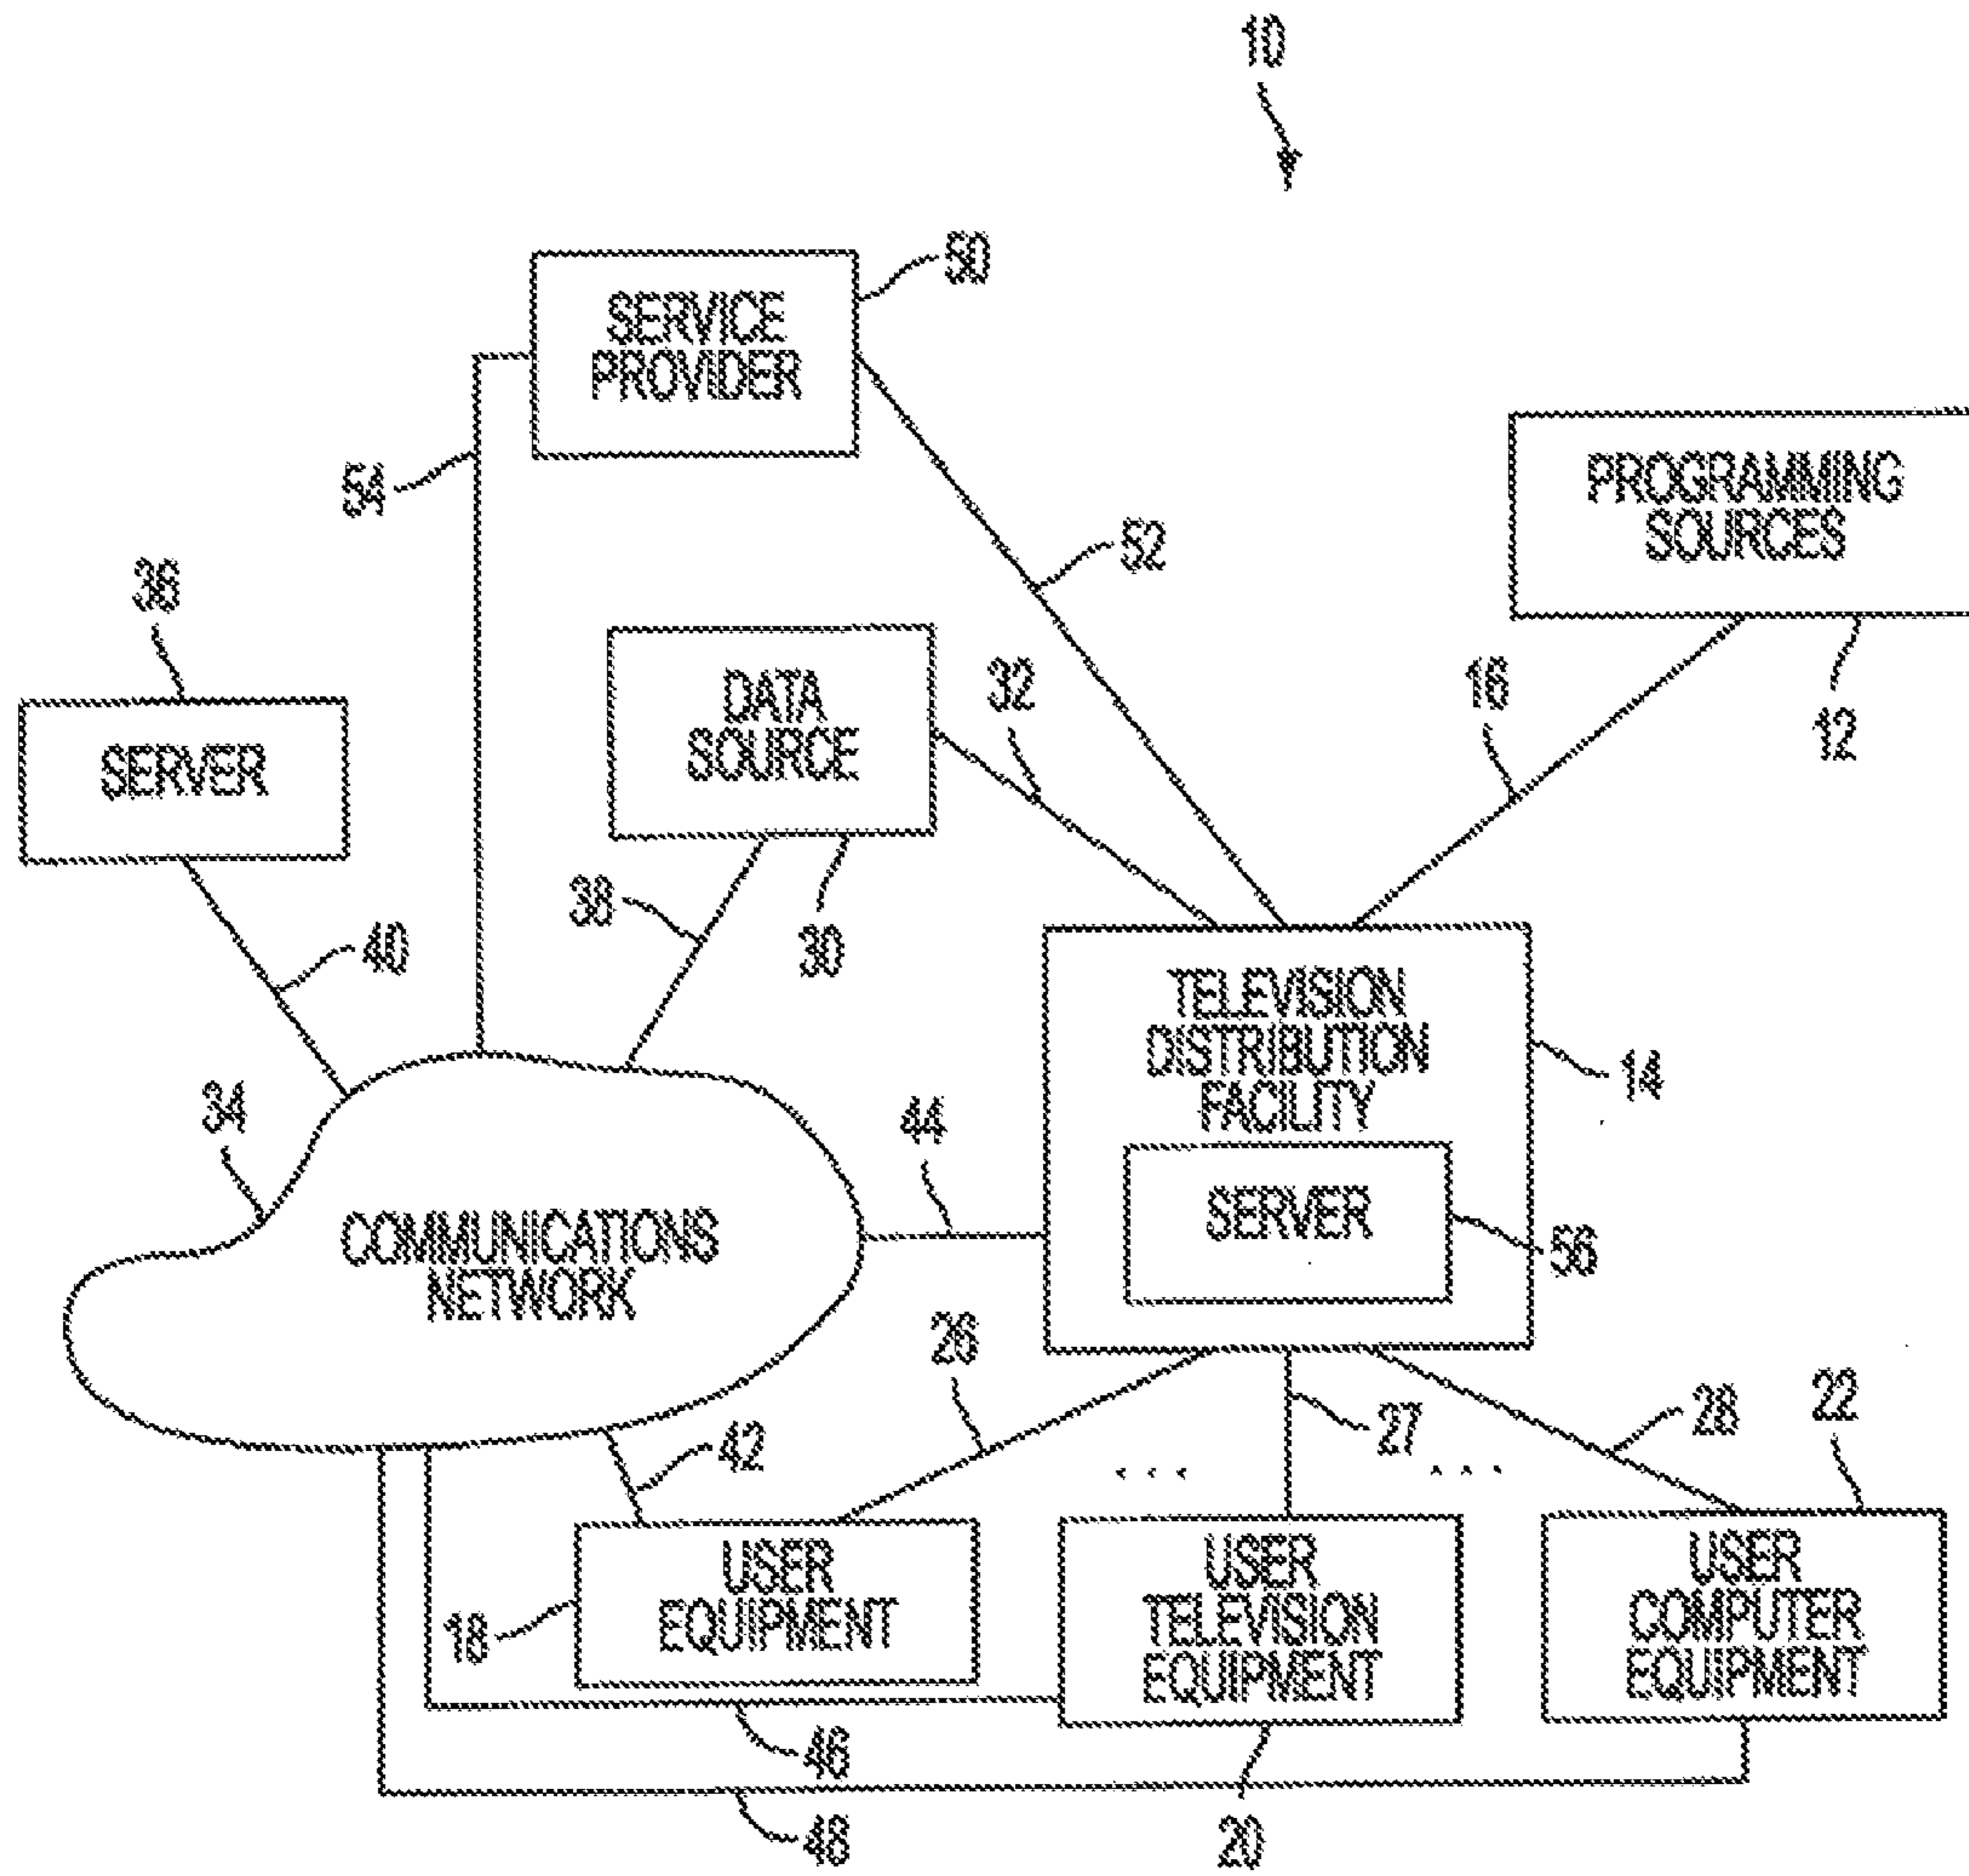 10
50
SERVICE
PROVIDER
54
PROGRAMMING
SOURCES
52
36
12
DATA
SOURCE
32
16
SERVER
38
30
40
TELEVISION
DISTRIBUTION
FACILITY
14
34
44
SERVER
56
COMMUNICATIONS
NETWORK
26
27
28
22
42
USER
EQUIPMENT
18
USER
TELEVISION
EQUIPMENT
USER
COMPUTER
EQUIPMENT
46
48
20